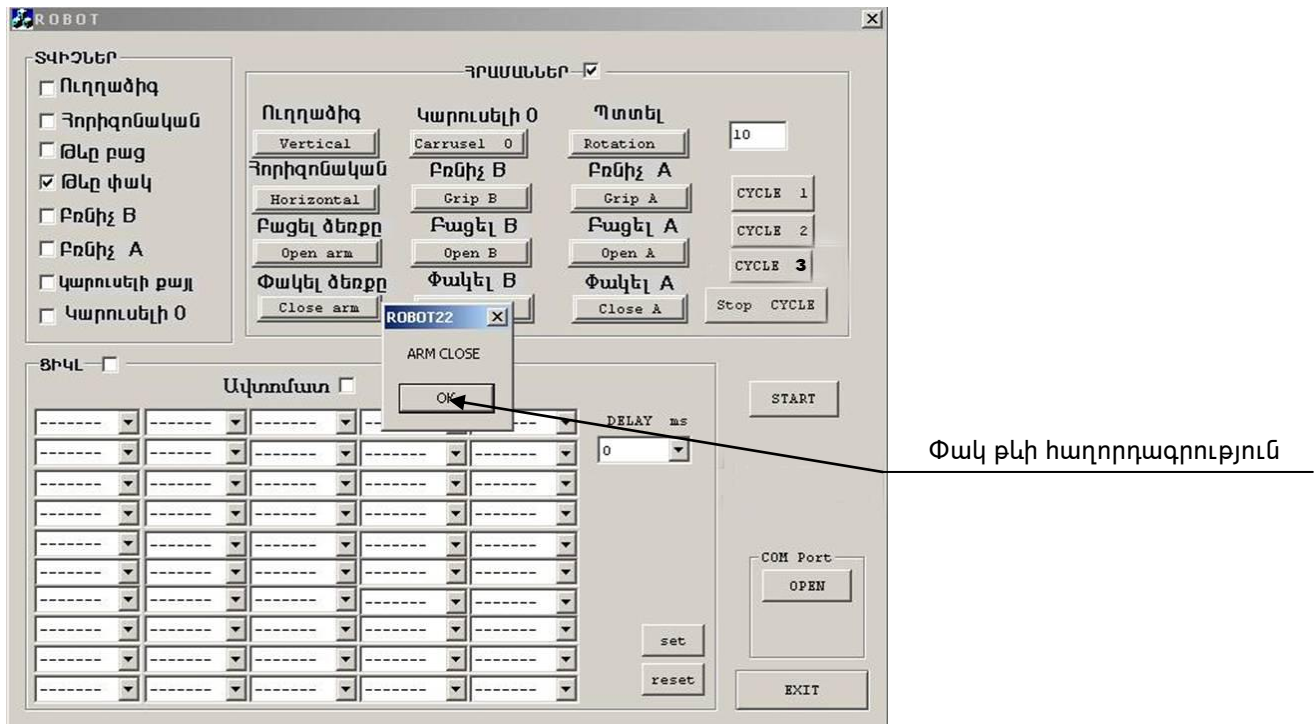 ROBOT
ՏՎԻՉՆԵՐ
Ուղղաձիգ
Հորիզոնական
Թևը բաց
Թևը փակ
Բռնիչ B
Բռնիչ A
Կարուսելի քայլ
Կարուսելի 0
ՀՐԱՄԱՆՆԵՐ
Ուղղաձիգ
Vertical
Հորիզոնական
Horizontal
Բացել ձեռքը
Open arm
Փակել ձեռքը
Close arm
Կարուսելի 0
Carrusel 0
Բռնիչ B
Grip B
Բացել B
Open B
Փակել B
Պտտել
Rotation
Բռնիչ A
Grip A
Բացել A
Open A
Փակել A
Close A
10
CYCLE 1
CYCLE 2
CYCLE 3
Stop CYCLE
ROBOT22
ARM CLOSE
OK
ՑԻԿԼ
Ավտոմատ
------- ------- ------- ------- -------
------- ------- ------- ------- -------
------- ------- ------- ------- -------
------- ------- ------- ------- -------
------- ------- ------- ------- -------
------- ------- ------- ------- -------
------- ------- ------- ------- -------
------- ------- ------- ------- -------
------- ------- ------- ------- -------
------- ------- ------- ------- -------
DELAY ms
0
set
reset
START
COM Port
OPEN
EXIT
Փակ թևի հաղորդագրություն